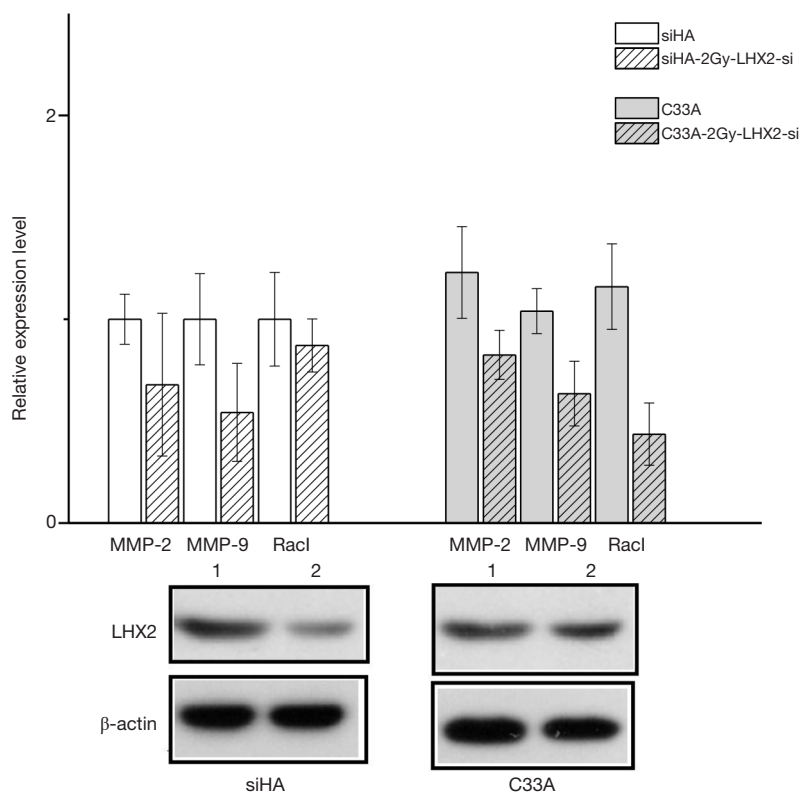 siHA
siHA-2Gy-LHX2-si
C33A
C33A-2Gy-LHX2-si
2
Relative expression level
0
MMP-2 MMP-9 RacI MMP-2 MMP-9 RacI
1 2 1 2
LHX2
β-actin
siHA C33A